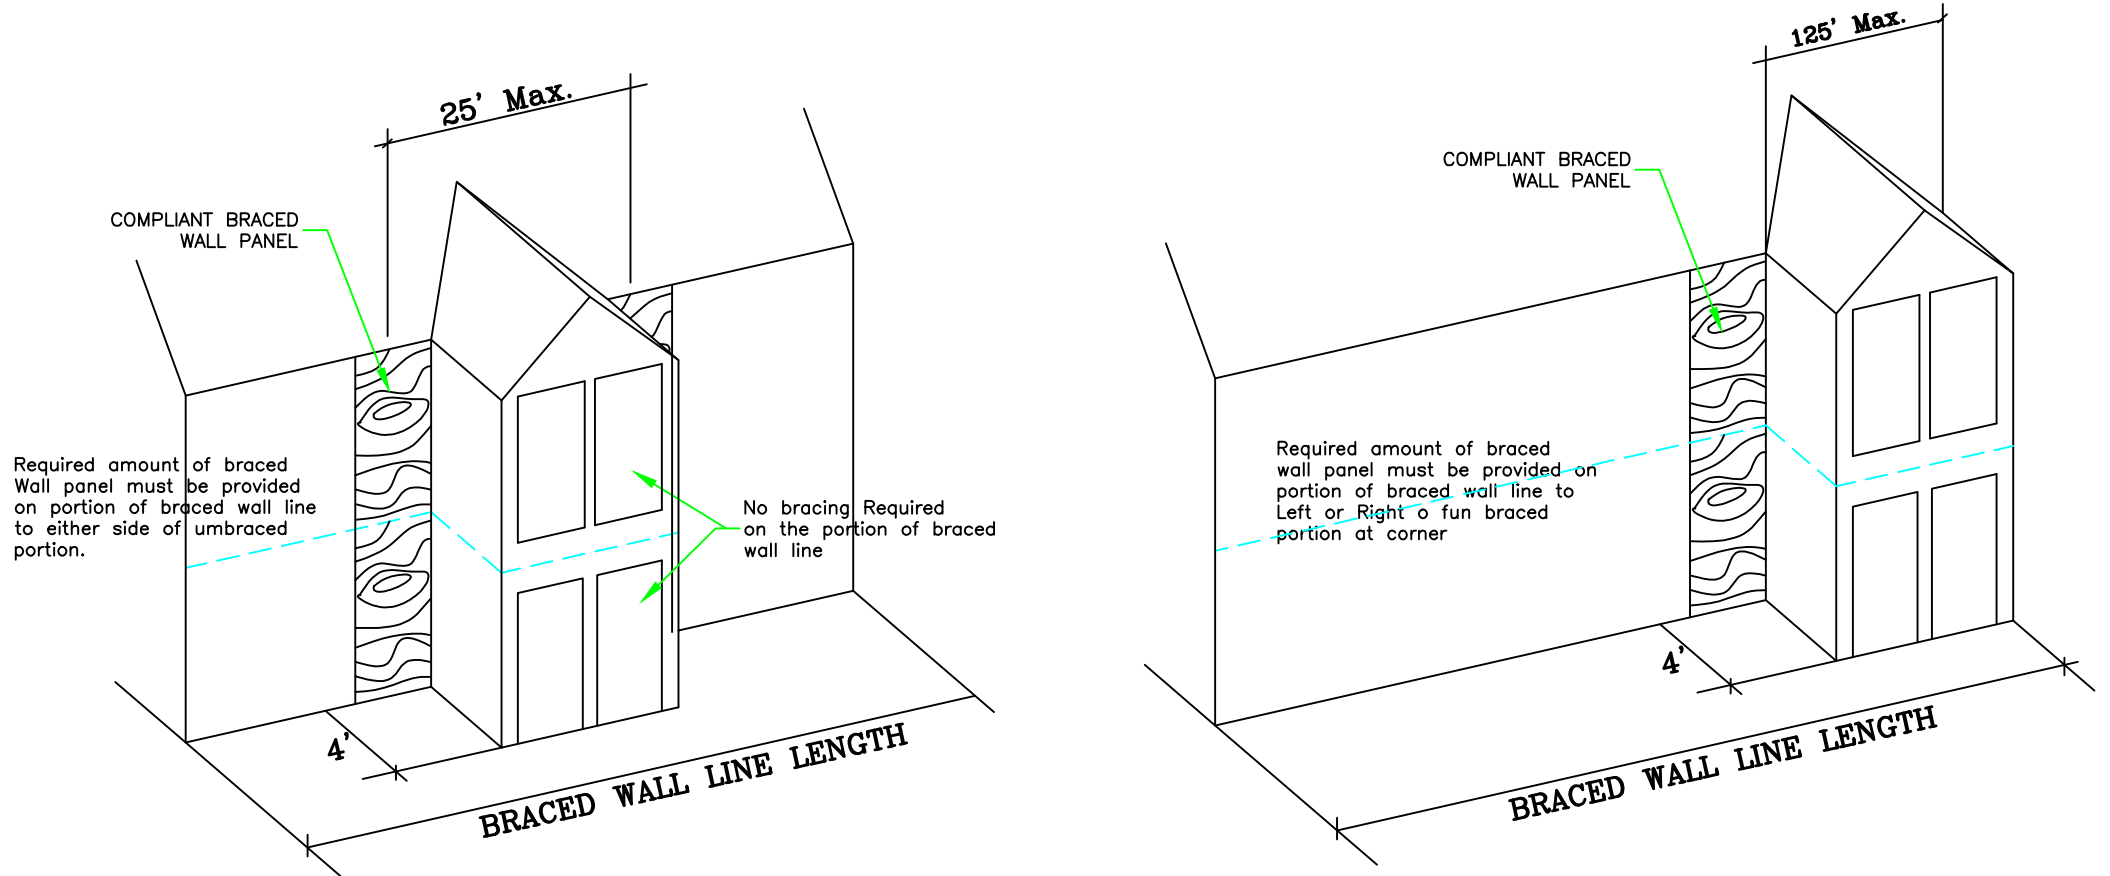 25' Max.
COMPLIANT BRACED
WALL PANEL
Required amount of braced
Wall panel must be provided
on portion of braced wall line
to either side of umbraced
portion.
No bracing Required
on the portion of braced
wall line
4'
BRACED WALL LINE LENGTH
125' Max.
COMPLIANT BRACED
WALL PANEL
Required amount of braced
wall panel must be provided on
portion of braced wall line to
Left or Right o fun braced
portion at corner
4'
BRACED WALL LINE LENGTH